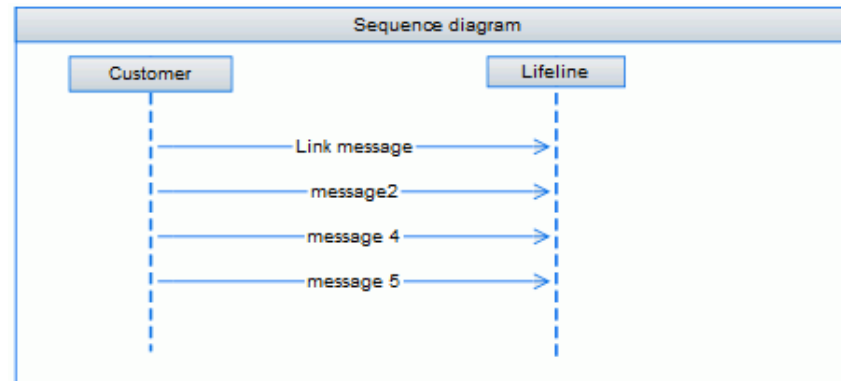 Sequence diagram
Customer
Lifeline
Link message
message2
message 4
message 5